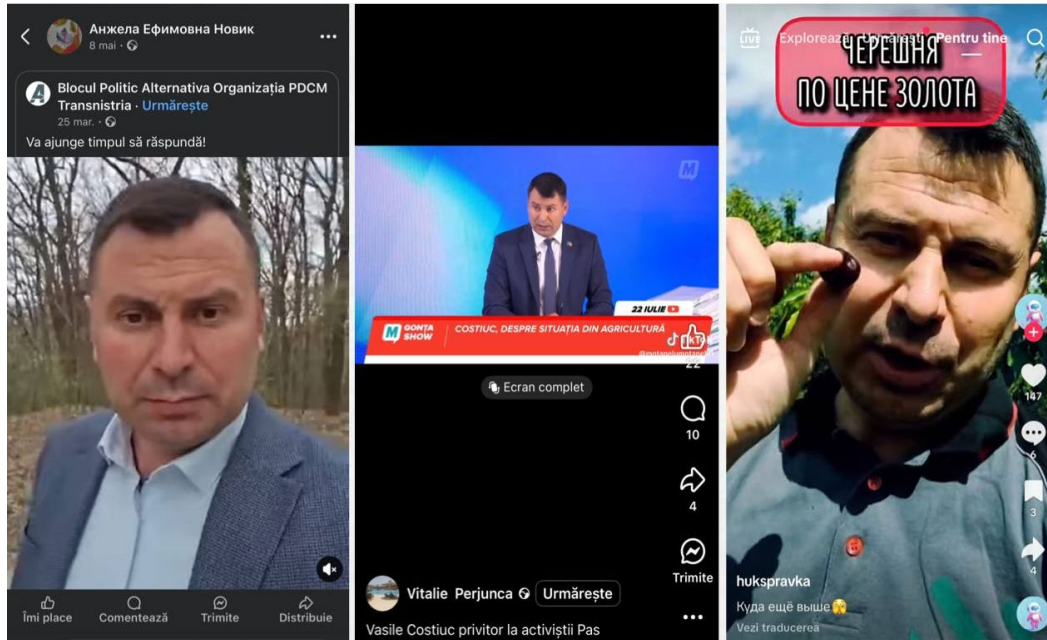 Анжела Ефимовна Новик
8 mai
Blocul Politic Alternativa Organizația PDCM
Transnistria · Urmărește
25 mar.
Va ajunge timpul să răspundă!
Îmi place
Comentează
Trimite
Distribuie
M
22 IULIE
M GONȚA
SHOW
COSTIUC, DESPRE SITUAȚIA DIN AGRICULTURĂ
22
Ecran complet
10
4
Trimite
Vitalie Perjunca
Urmărește
Vasile Costiuc privitor la activiștii Pas
LIVE
Explorează
Pentru tine
ЧЕРЕШНЯ
ПО ЦЕНЕ ЗОЛОТА
147
6
3
4
hukspravka
Куда ещё выше
Vezi traducerea